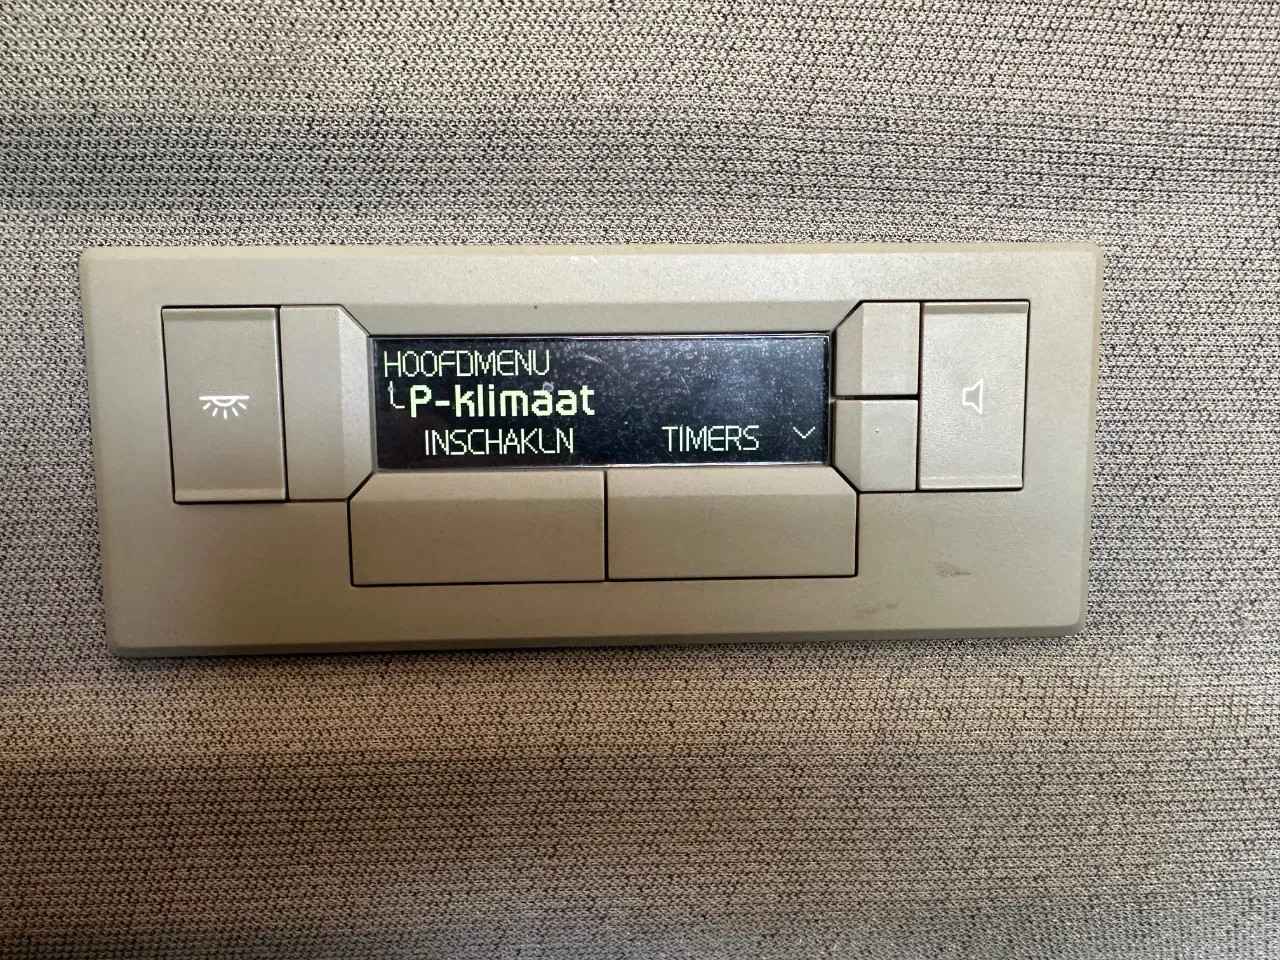 HOOFDMENU
P-klimaat
INSCHAKLN TIMERS